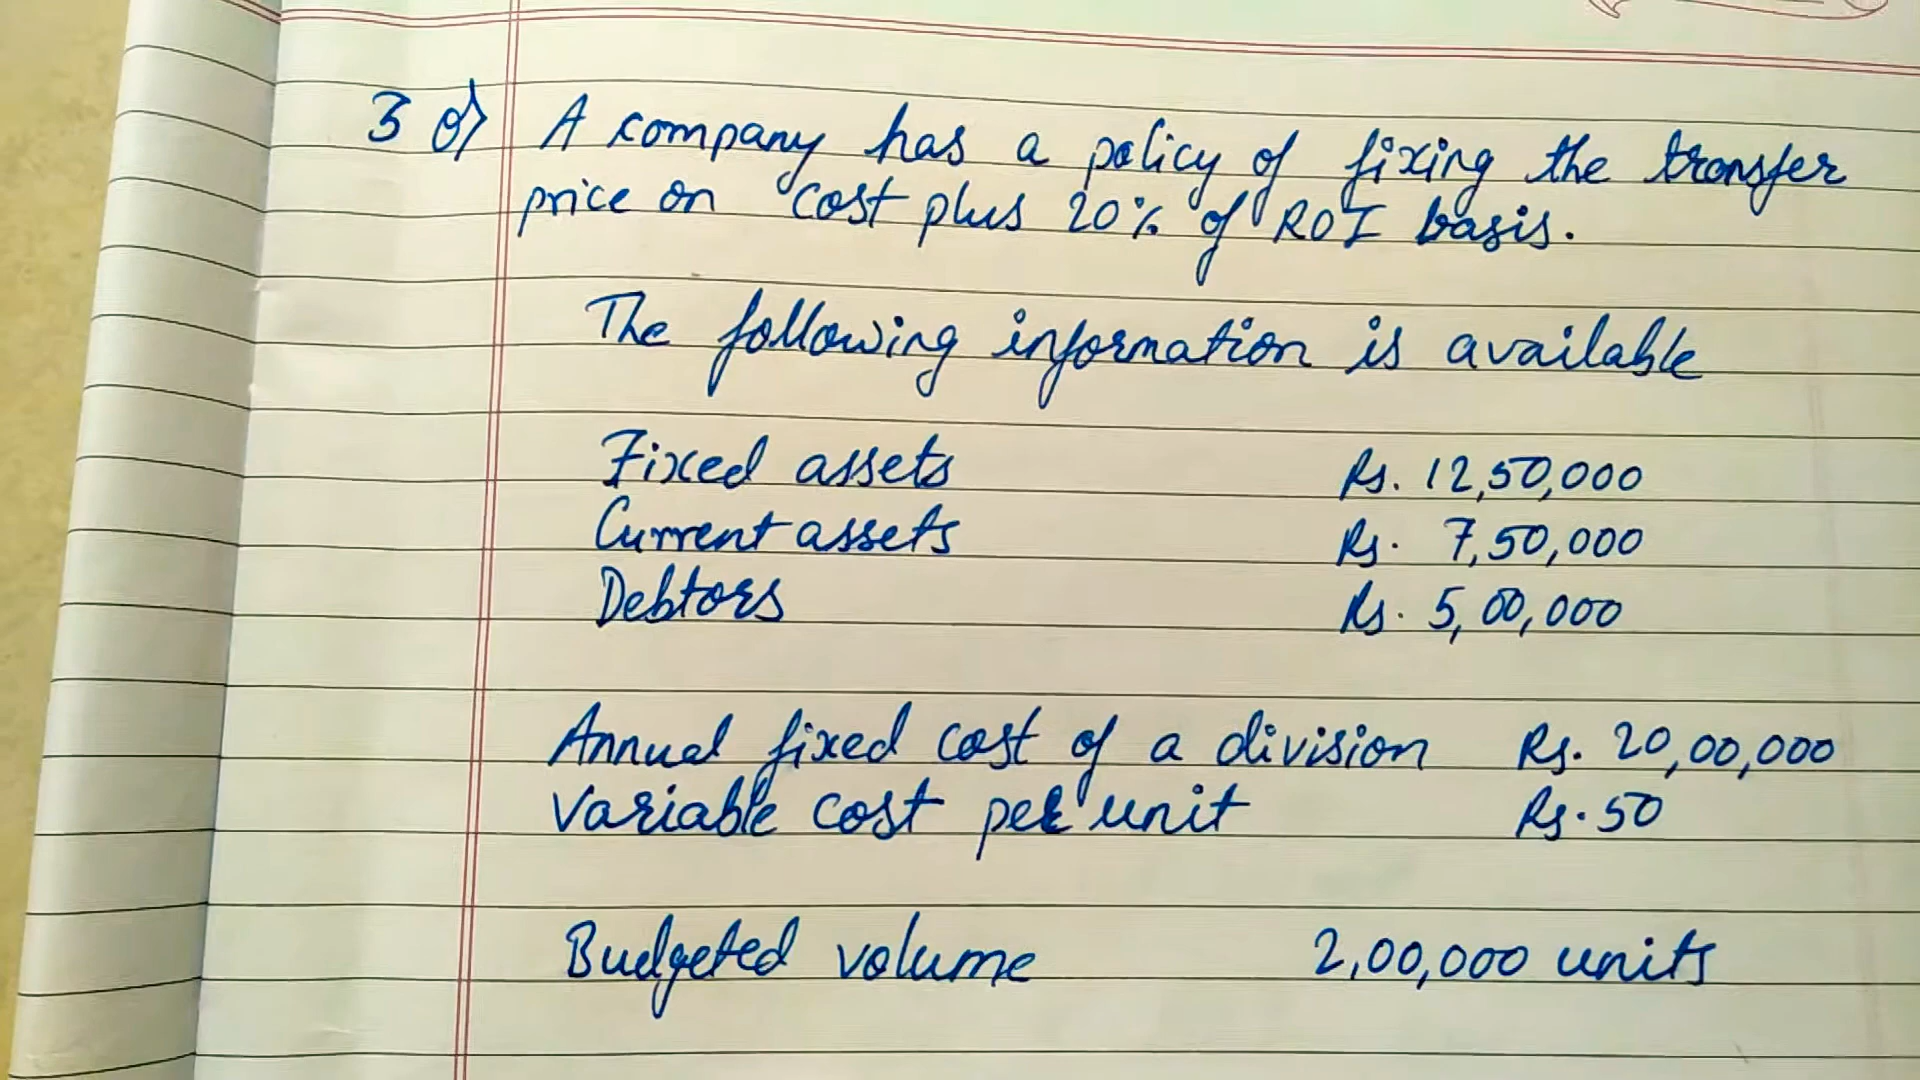 3 a) A company has a policy of fixing the transfer
price on "cost plus 20% of ROI basis.
The following information is available
Fixed assets Rs. 12,50,000
Current assets Rs. 7,50,000
Debtors Rs. 5,00,000
Annual fixed cost of a division Rs. 20,00,000
Variable cost per unit Rs. 50
Budgeted volume 2,00,000 units